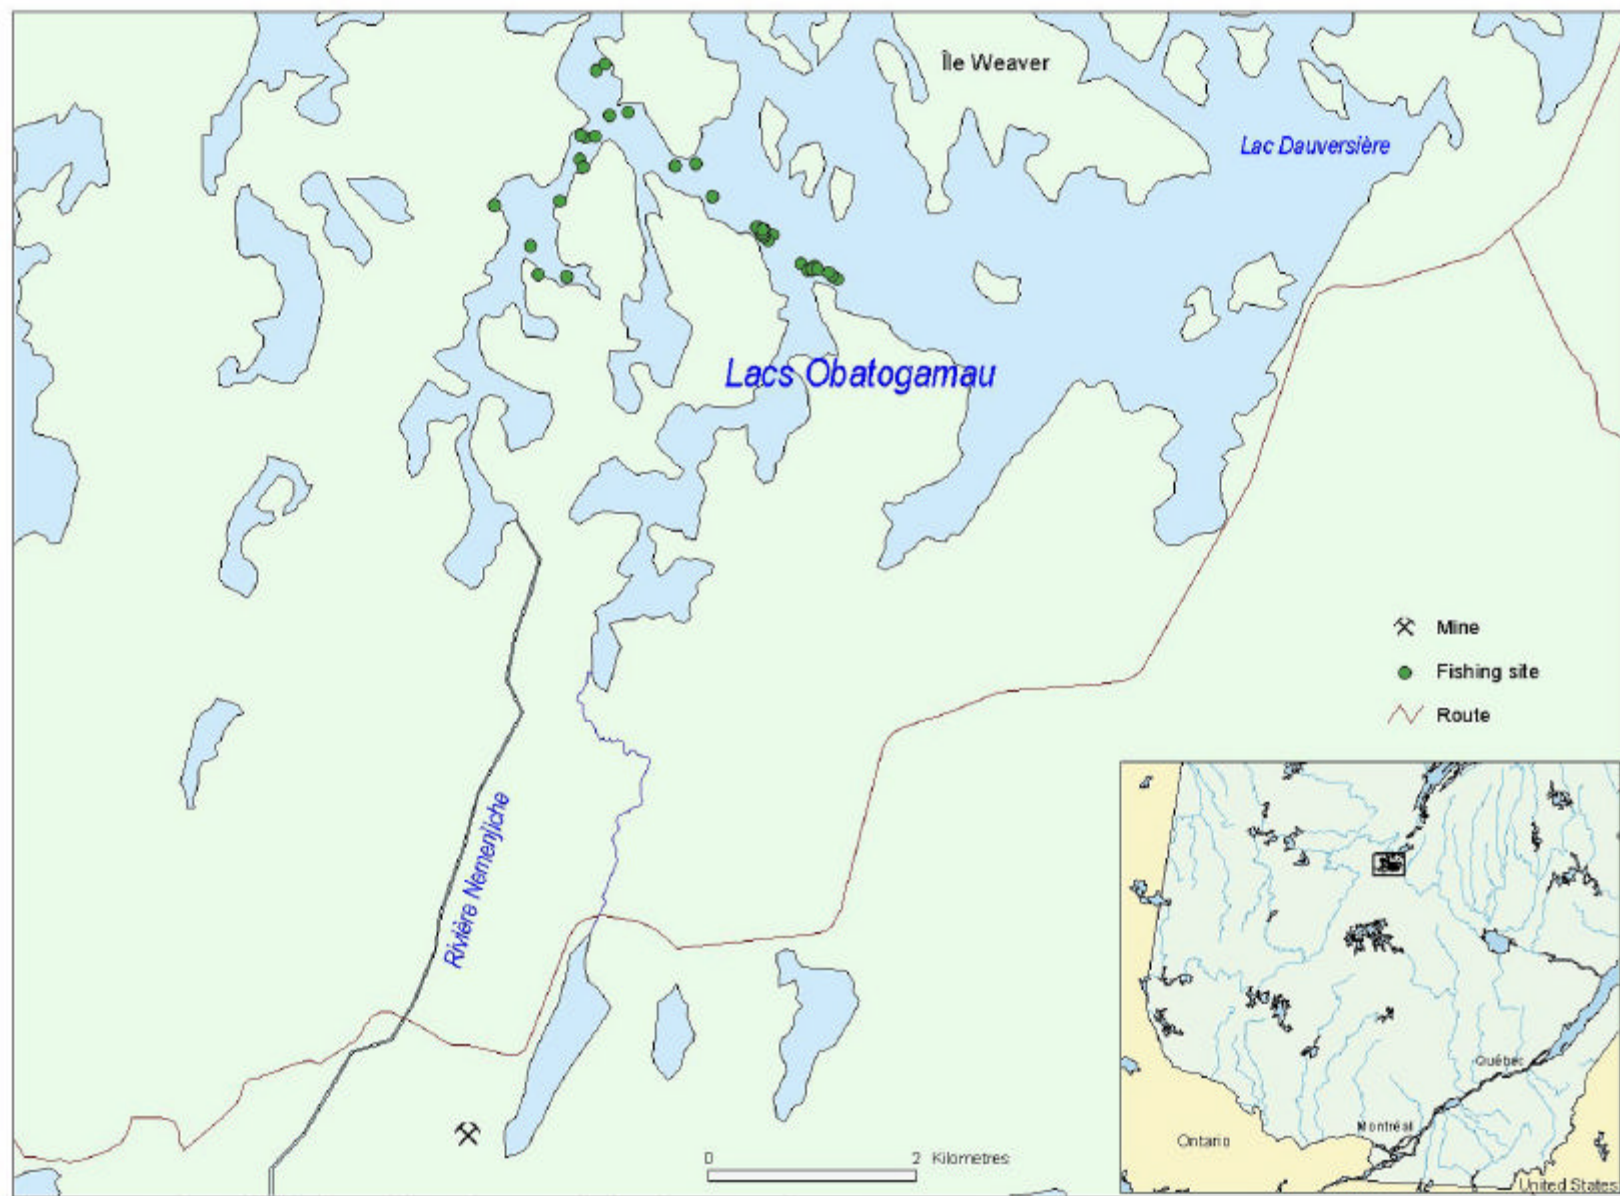 Île Weaver
Lac Dauversière
Lacs Obatogamau
Mine
Fishing site
Route
Rivière Nemenjiche
0 2 Kilometres
Québec
Montréal
Ontario
United States